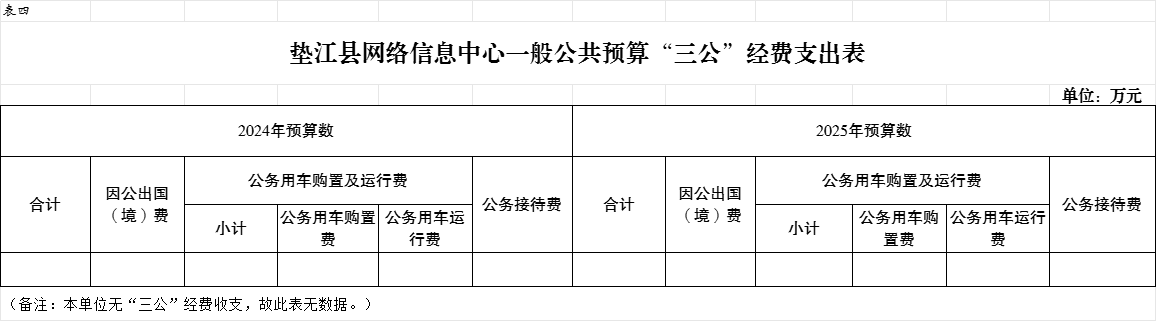 表四
垫江县网络信息中心一般公共预算“三公”经费支出表
单位：万元
2024年预算数 2025年预算数
合计 因公出国（境）费 公务用车购置及运行费 公务接待费 合计 因公出国（境）费 公务用车购置及运行费 公务接待费
小计 公务用车购置费 公务用车运行费 小计 公务用车购置费 公务用车运行费
（备注：本单位无“三公”经费收支，故此表无数据。）